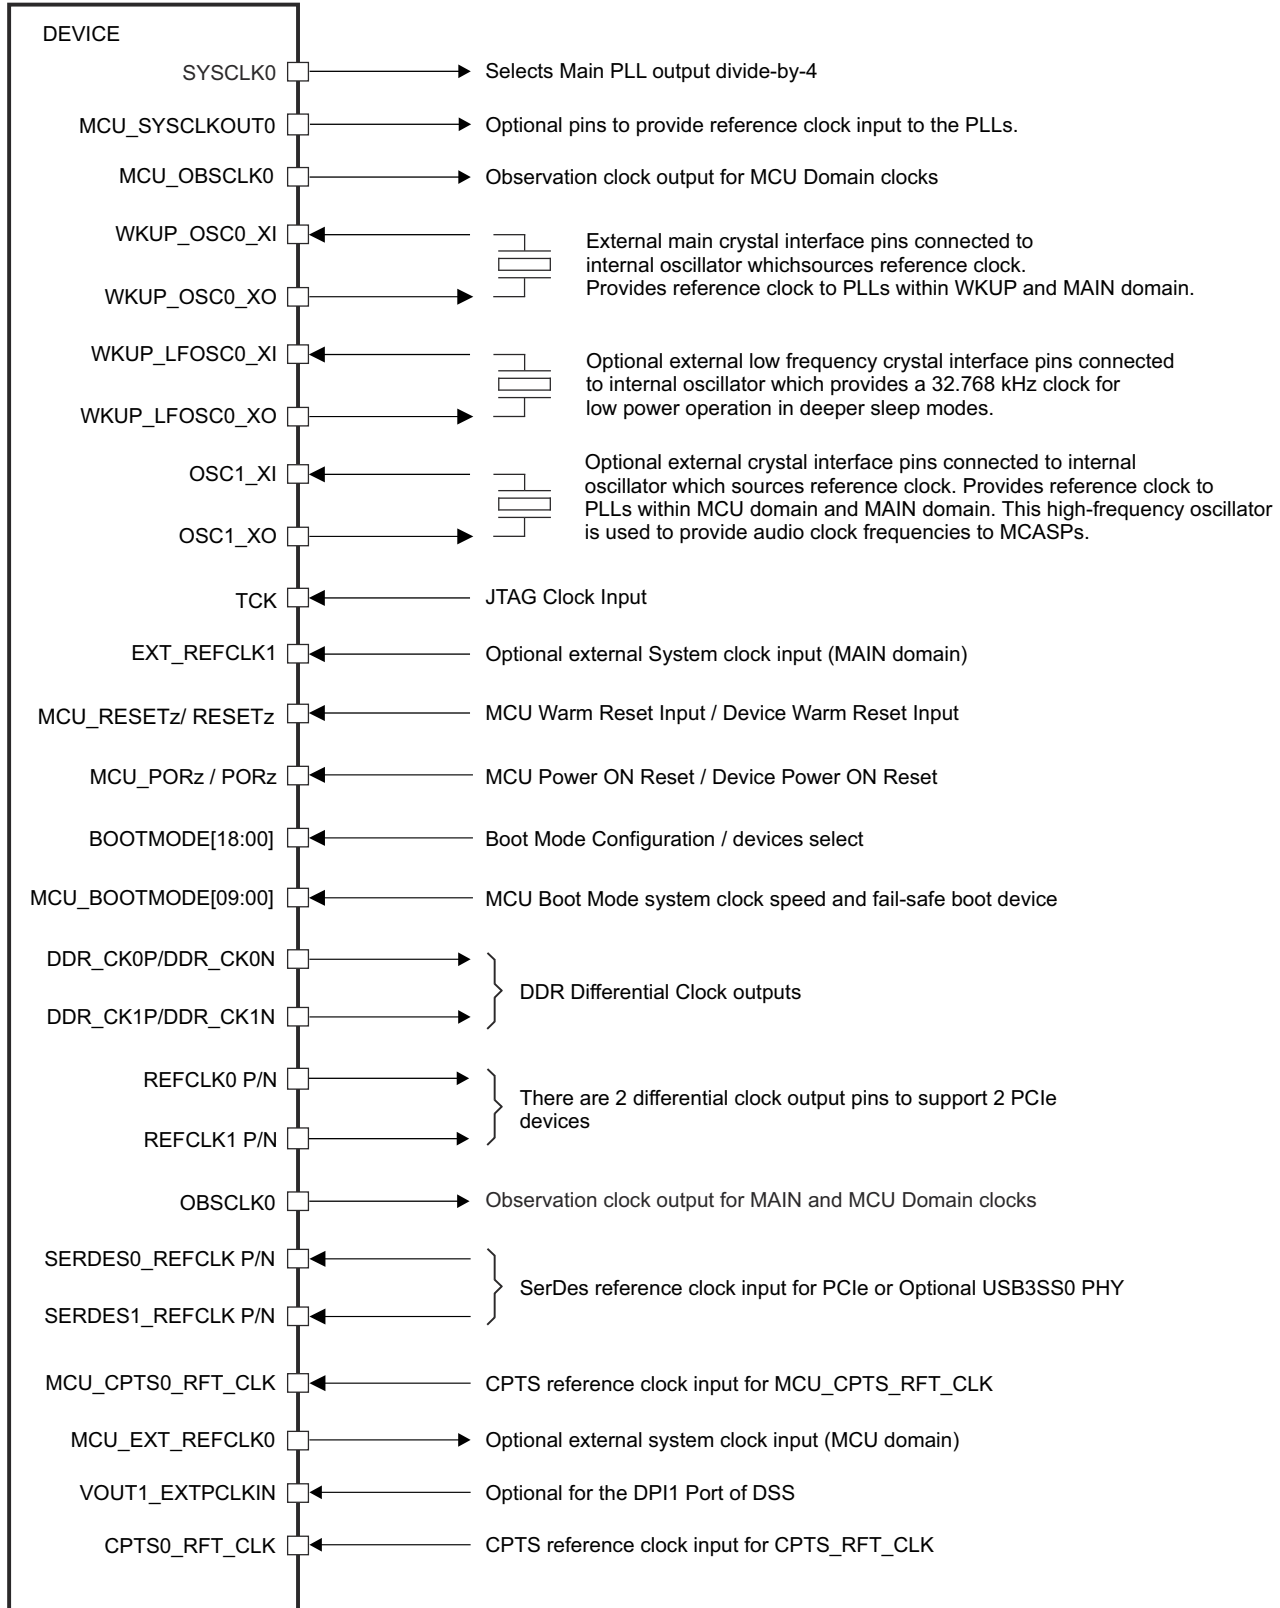 DEVICE
SYSCLK0
Selects Main PLL output divide-by-4
MCU_SYSCLKOUT0
Optional pins to provide reference clock input to the PLLs.
MCU_OBSCLK0
Observation clock output for MCU Domain clocks
WKUP_OSC0_XI
WKUP_OSC0_XO
External main crystal interface pins connected to
internal oscillator whichsources reference clock.
Provides reference clock to PLLs within WKUP and MAIN domain.
WKUP_LFOSC0_XI
WKUP_LFOSC0_XO
Optional external low frequency crystal interface pins connected
to internal oscillator which provides a 32.768 kHz clock for
low power operation in deeper sleep modes.
OSC1_XI
OSC1_XO
Optional external crystal interface pins connected to internal
oscillator which sources reference clock. Provides reference clock to
PLLs within MCU domain and MAIN domain. This high-frequency oscillator
is used to provide audio clock frequencies to MCASPs.
TCK
JTAG Clock Input
EXT_REFCLK1
Optional external System clock input (MAIN domain)
MCU_RESETz/ RESETz
MCU Warm Reset Input / Device Warm Reset Input
MCU_PORz / PORz
MCU Power ON Reset / Device Power ON Reset
BOOTMODE[18:00]
Boot Mode Configuration / devices select
MCU_BOOTMODE[09:00]
MCU Boot Mode system clock speed and fail-safe boot device
DDR_CK0P/DDR_CK0N
DDR_CK1P/DDR_CK1N
DDR Differential Clock outputs
REFCLK0 P/N
REFCLK1 P/N
There are 2 differential clock output pins to support 2 PCIe
devices
OBSCLK0
Observation clock output for MAIN and MCU Domain clocks
SERDES0_REFCLK P/N
SERDES1_REFCLK P/N
SerDes reference clock input for PCIe or Optional USB3SS0 PHY
MCU_CPTS0_RFT_CLK
CPTS reference clock input for MCU_CPTS_RFT_CLK
MCU_EXT_REFCLK0
Optional external system clock input (MCU domain)
VOUT1_EXTPCLKIN
Optional for the DPI1 Port of DSS
CPTS0_RFT_CLK
CPTS reference clock input for CPTS_RFT_CLK